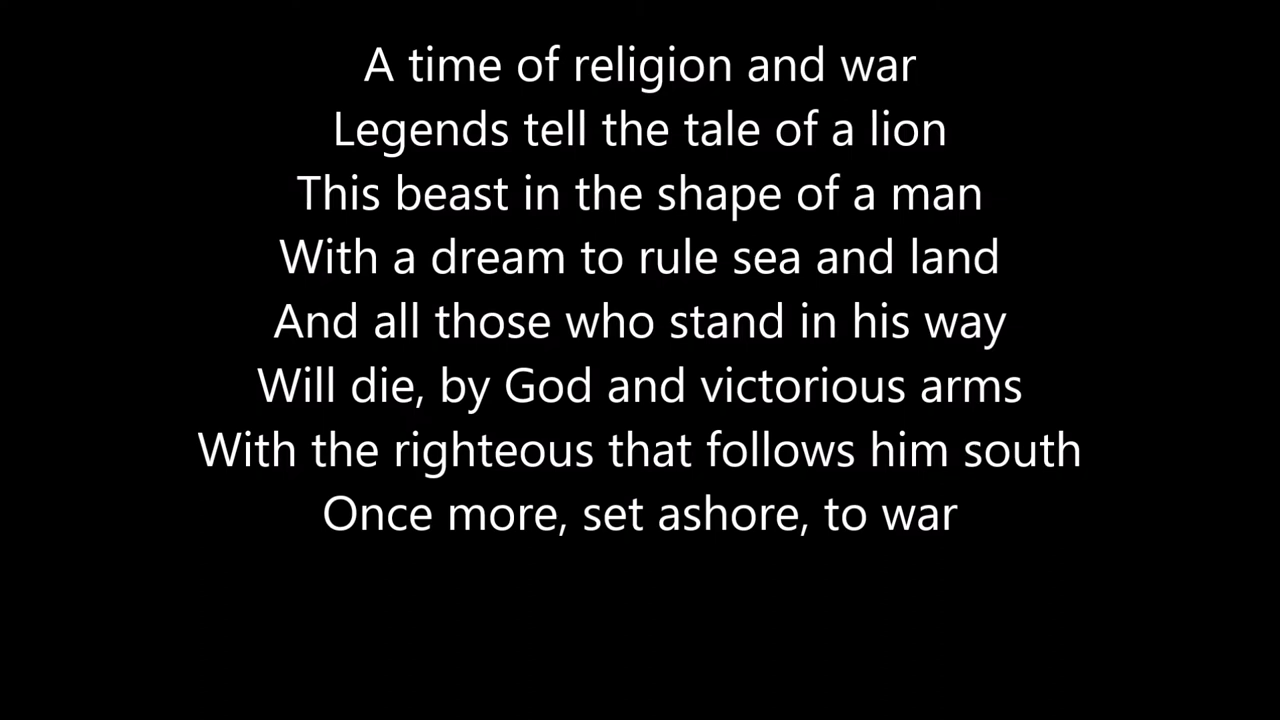 A time of religion and war
Legends tell the tale of a lion
This beast in the shape of a man
With a dream to rule sea and land
And all those who stand in his way
Will die, by God and victorious arms
With the righteous that follows him south
Once more, set ashore, to war